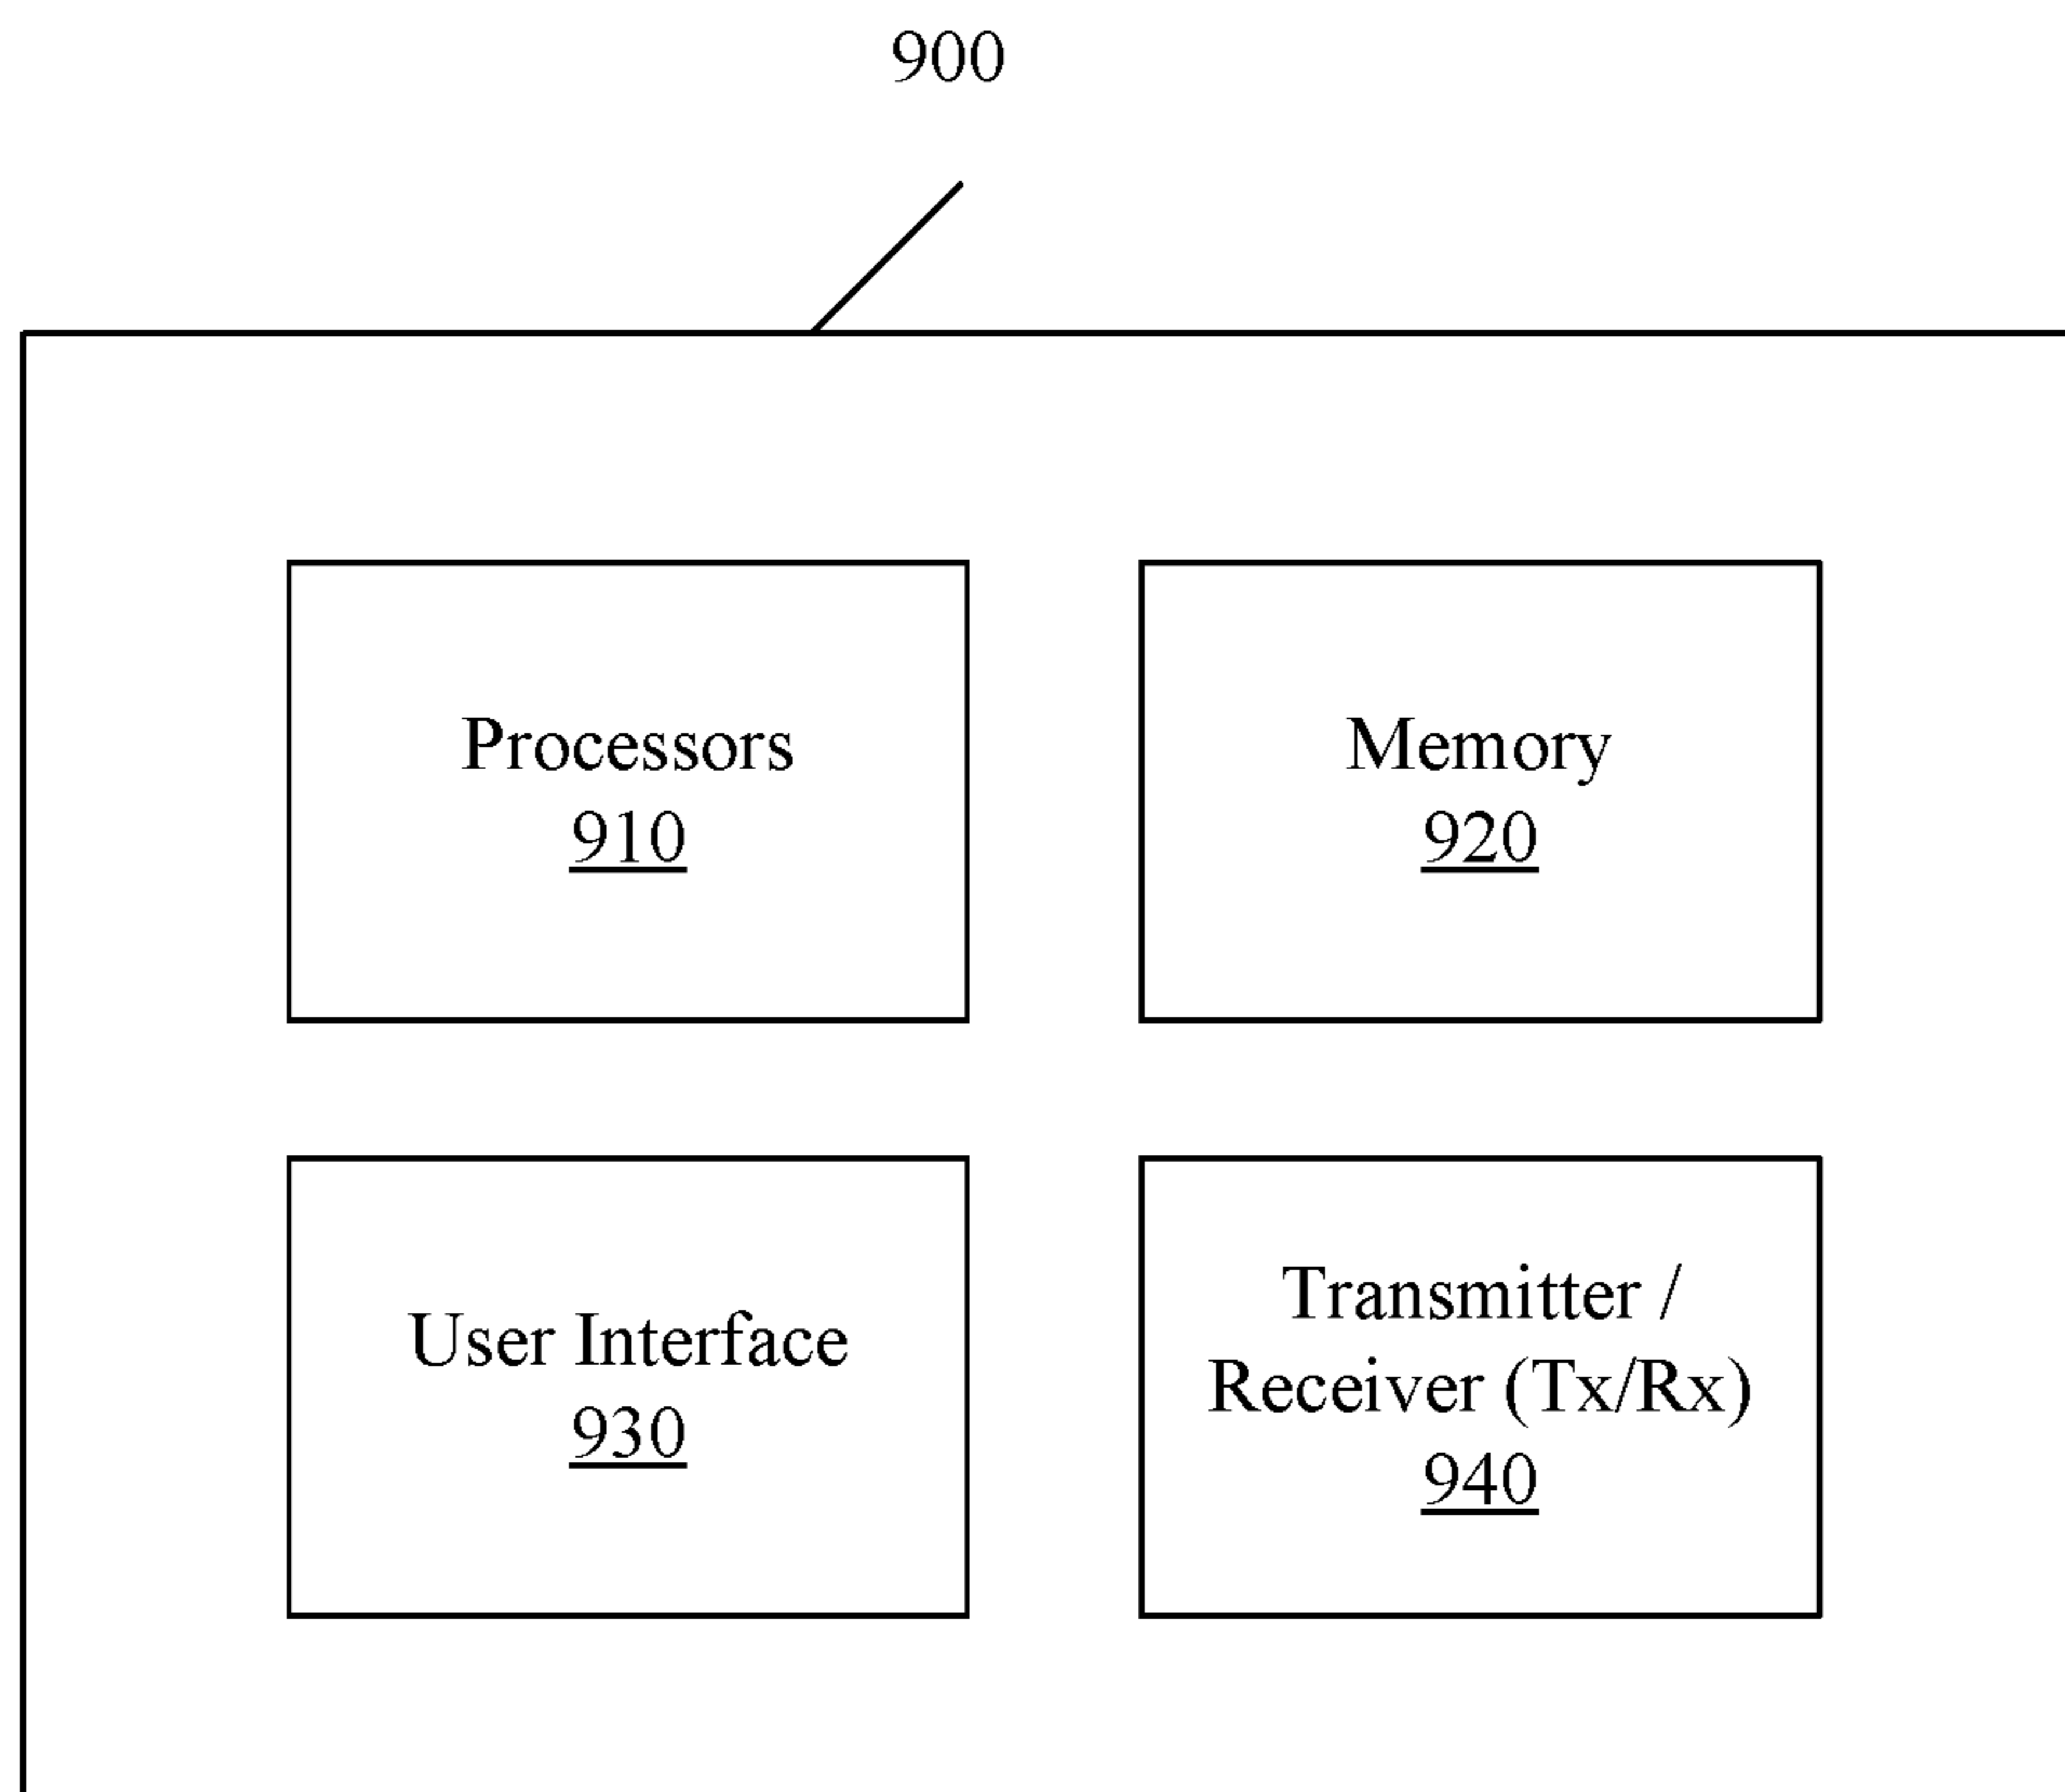 900
Processors
910
Memory
920
User Interface
930
Transmitter /
Receiver (Tx/Rx)
940